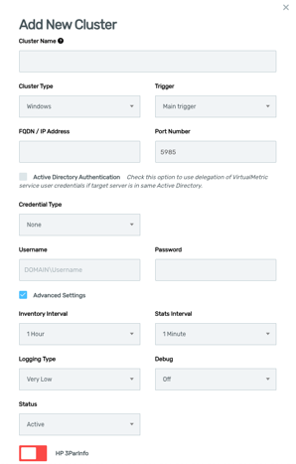 Add New Cluster
Cluster Name ?
Cluster Type Trigger
Windows Main trigger
FQDN / IP Address Port Number
5985
Active Directory Authentication Check this option to use delegation of VirtualMetric
service user credentials if target server is in same Active Directory.
Credential Type
None
Username Password
DOMAIN\Username
Advanced Settings
Inventory Interval Stats Interval
1 Hour 1 Minute
Logging Type Debug
Very Low Off
Status
Active
HP 3ParInfo